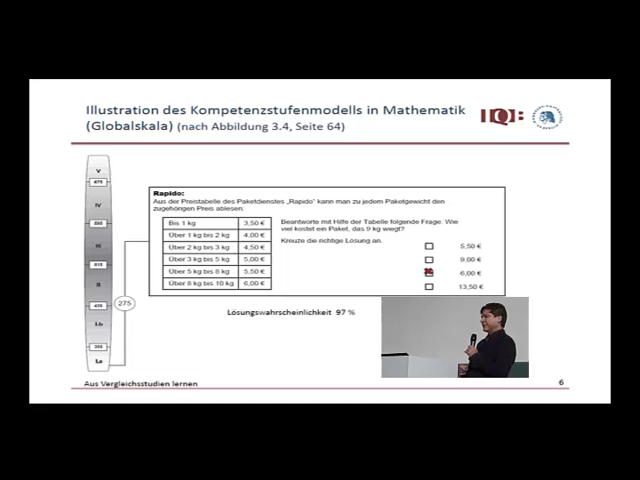 Illustration des Kompetenzstufenmodells in Mathematik
(Globalskala) (nach Abbildung 3.4, Seite 64)
IQB
V
IV
III
II
I.b
I.a
275
Rapido:
Aus der Preistabelle des Paketdienstes „Rapido" kann man zu jedem Paketgewicht den
zugehörigen Preis ablesen.
Bis 1 kg 3,50 €
Über 1 kg bis 2 kg 4,00 €
Über 2 kg bis 3 kg 4,50 €
Über 3 kg bis 5 kg 5,00 €
Über 5 kg bis 8 kg 5,50 €
Über 8 kg bis 10 kg 6,00 €
Beantworte mit Hilfe der Tabelle folgende Frage. Wie
viel kostet ein Paket, das 9 kg wiegt?
Kreuze die richtige Lösung an.
5,50 €
9,00 €
6,00 €
13,50 €
Lösungswahrscheinlichkeit 97 %
Aus Vergleichsstudien lernen
6